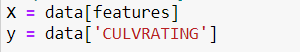 X = data[features]
y = data['CULVRATING']